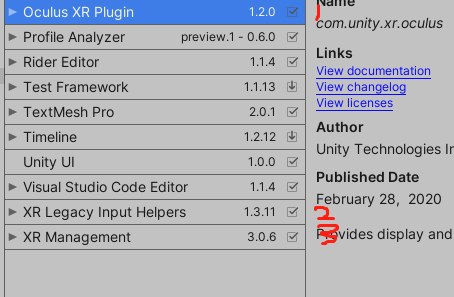 Oculus XR Plugin 1.2.0
Profile Analyzer preview.1 - 0.6.0
Rider Editor 1.1.4
Test Framework 1.1.13
TextMesh Pro 2.0.1
Timeline 1.2.12
Unity UI 1.0.0
Visual Studio Code Editor 1.1.4
XR Legacy Input Helpers 1.3.11
XR Management 3.0.6
Name
com.unity.xr.oculus
Links
View documentation
View changelog
View licenses
Author
Unity Technologies In
Published Date
February 28, 2020
Provides display and